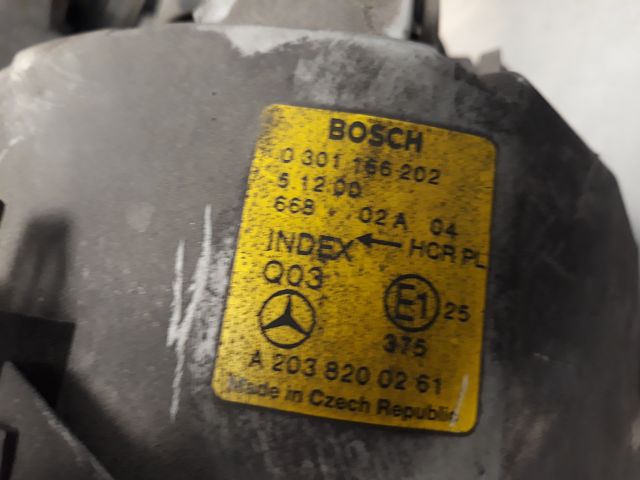 BOSCH
0 301 166 202
5.12.00
668 02A 04
INDEX ← HCR PL
Q03
E1 25
375
A 203 820 02 61
Made in Czech Republic